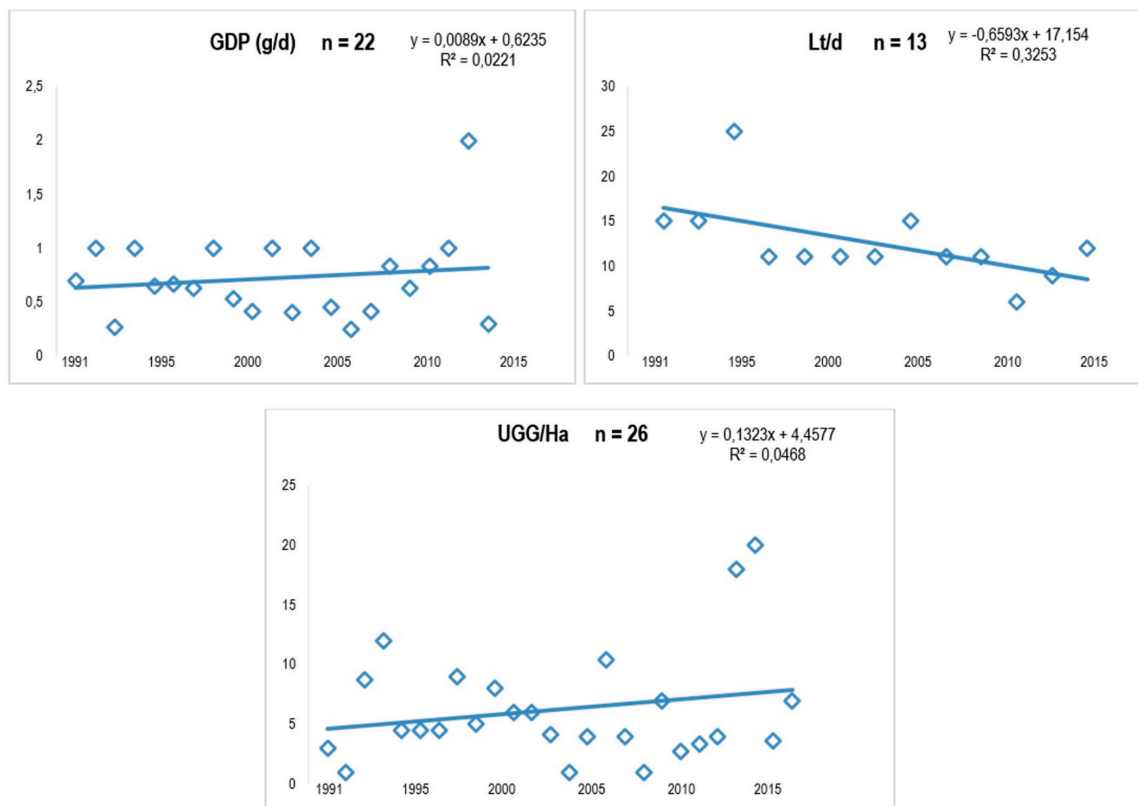 GDP (g/d) n = 22
y = 0,0089x + 0,6235
R² = 0,0221
2,5
2
1,5
1
0,5
0
1991 1995 2000 2005 2010 2015
Lt/d n = 13
y = -0,6593x + 17,154
R² = 0,3253
30
25
20
15
10
5
0
1991 1995 2000 2005 2010 2015
UGG/Ha n = 26
y = 0,1323x + 4,4577
R² = 0,0468
25
20
15
10
5
0
1991 1995 2000 2005 2010 2015